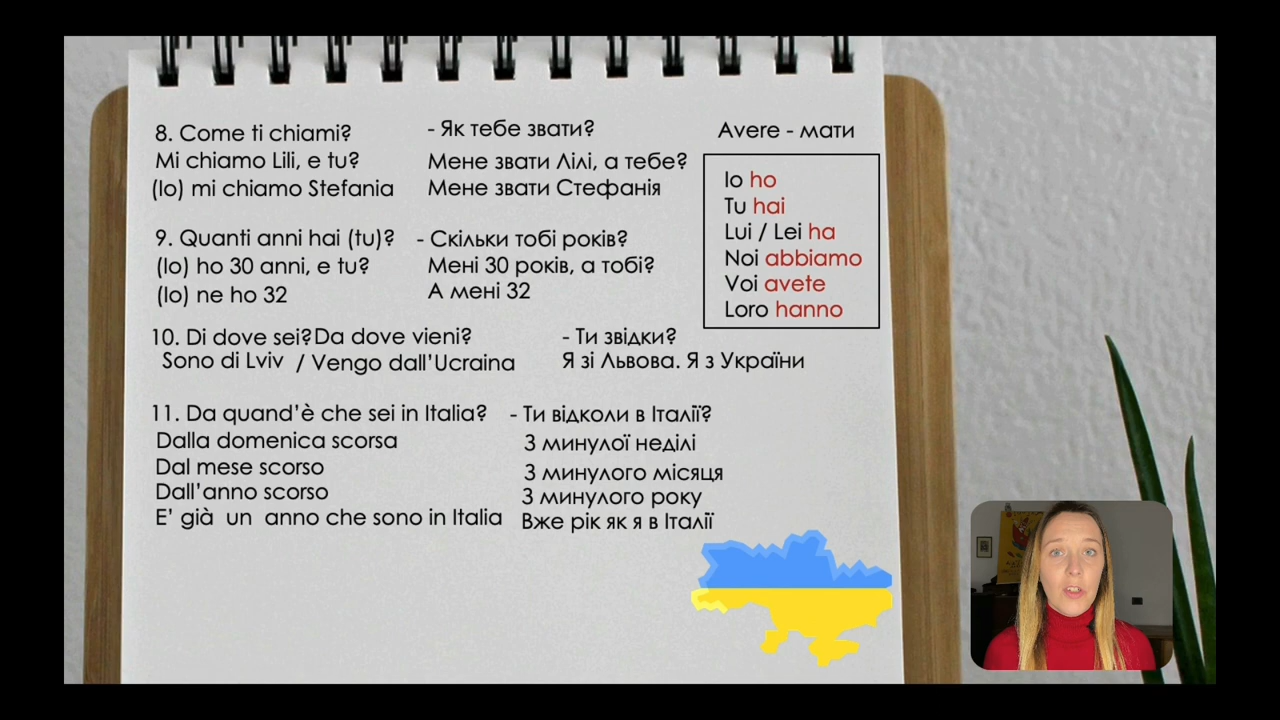 8. Come ti chiami? - Як тебе звати?
Mi chiamo Lili, e tu? Мене звати Лілі, а тебе?
(Io) mi chiamo Stefania Мене звати Стефанія
9. Quanti anni hai (tu)? - Скільки тобі років?
(Io) ho 30 anni, e tu? Мені 30 років, а тобі?
(Io) ne ho 32 А мені 32
Avere - мати
Io ho
Tu hai
Lui / Lei ha
Noi abbiamo
Voi avete
Loro hanno
10. Di dove sei? Da dove vieni? - Ти звідки?
Sono di Lviv / Vengo dall'Ucraina Я зі Львова. Я з України
11. Da quand'è che sei in Italia? - Ти відколи в Італії?
Dalla domenica scorsa З минулої неділі
Dal mese scorso З минулого місяця
Dall'anno scorso З минулого року
E' già un anno che sono in Italia Вже рік як я в Італії